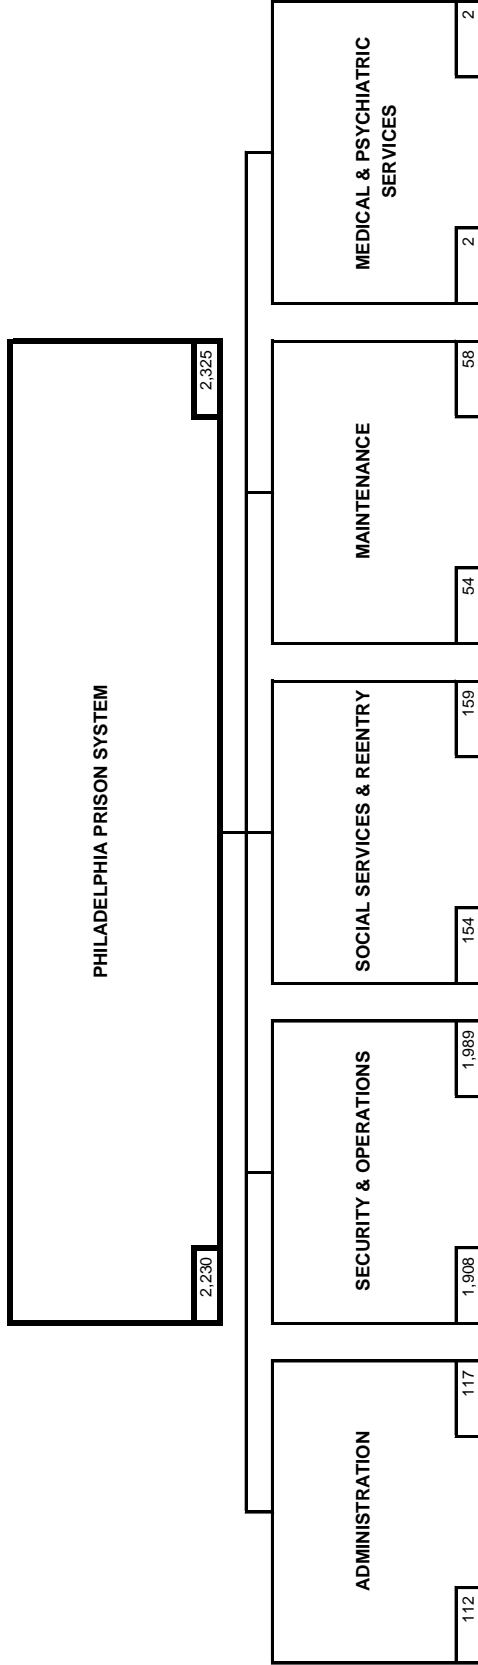 PHILADELPHIA PRISON SYSTEM
2,230
2,325
ADMINISTRATION
112
117
SECURITY & OPERATIONS
1,908
1,989
SOCIAL SERVICES & REENTRY
154
159
MAINTENANCE
54
58
MEDICAL & PSYCHIATRIC
SERVICES
2
2